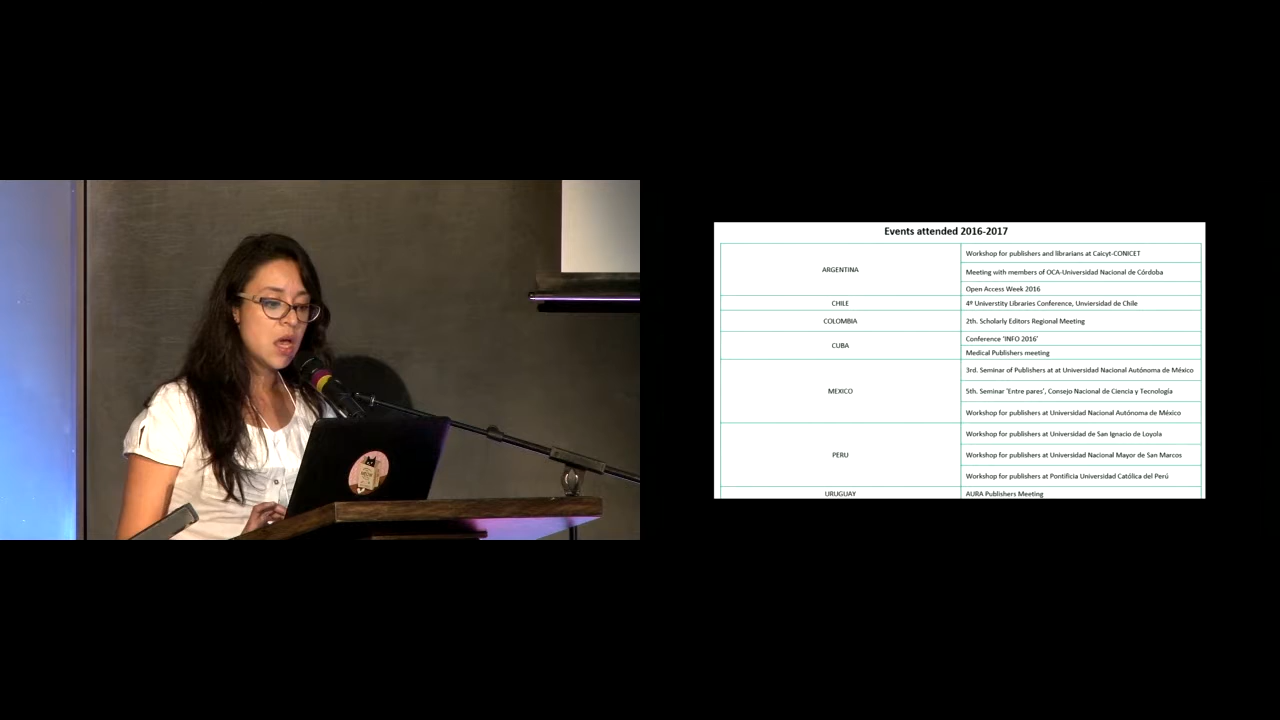 Events attended 2016-2017
ARGENTINA
Workshop for publishers and librarians at Caicyt-CONICET
Meeting with members of OCA-Universidad Nacional de Córdoba
Open Access Week 2016
CHILE
4º Universtity Libraries Conference, Unviersidad de Chile
COLOMBIA
2th. Scholarly Editors Regional Meeting
CUBA
Conference 'INFO 2016'
Medical Publishers meeting
MEXICO
3rd. Seminar of Publishers at at Universidad Nacional Autónoma de México
5th. Seminar 'Entre pares', Consejo Nacional de Ciencia y Tecnología
Workshop for publishers at Universidad Nacional Autónoma de México
PERU
Workshop for publishers at Universidad de San Ignacio de Loyola
Workshop for publishers at Universidad Nacional Mayor de San Marcos
Workshop for publishers at Pontificia Universidad Católica del Perú
URUGUAY
AURA Publishers Meeting